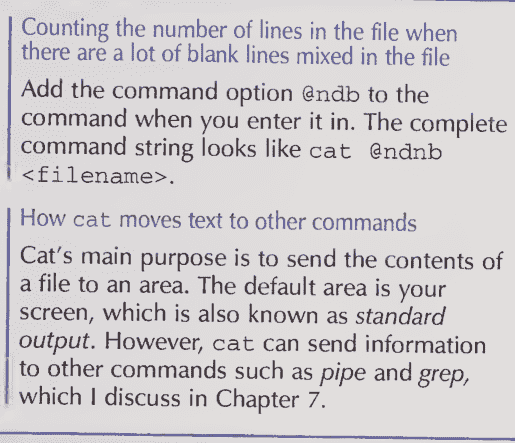 Counting the number of lines in the file when
there are a lot of blank lines mixed in the file
Add the command option @ndb to the
command when you enter it in. The complete
command string looks like cat @ndnb
<filename>.
How cat moves text to other commands
Cat's main purpose is to send the contents of
a file to an area. The default area is your
screen, which is also known as standard
output. However, cat can send information
to other commands such as pipe and grep,
which I discuss in Chapter 7.